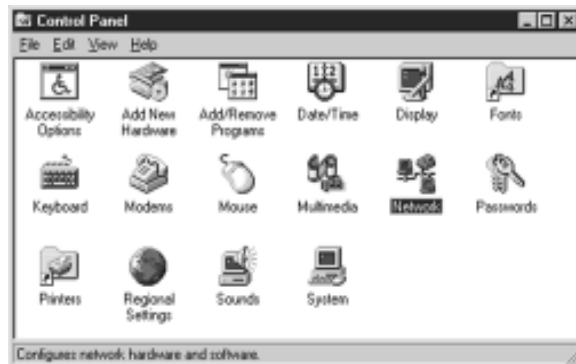 Control Panel
File Edit View Help
Accessibility Options
Add New Hardware
Add/Remove Programs
Date/Time
Display
Fonts
Keyboard
Modems
Mouse
Multimedia
Network
Passwords
Printers
Regional Settings
Sounds
System
Configures network hardware and software.